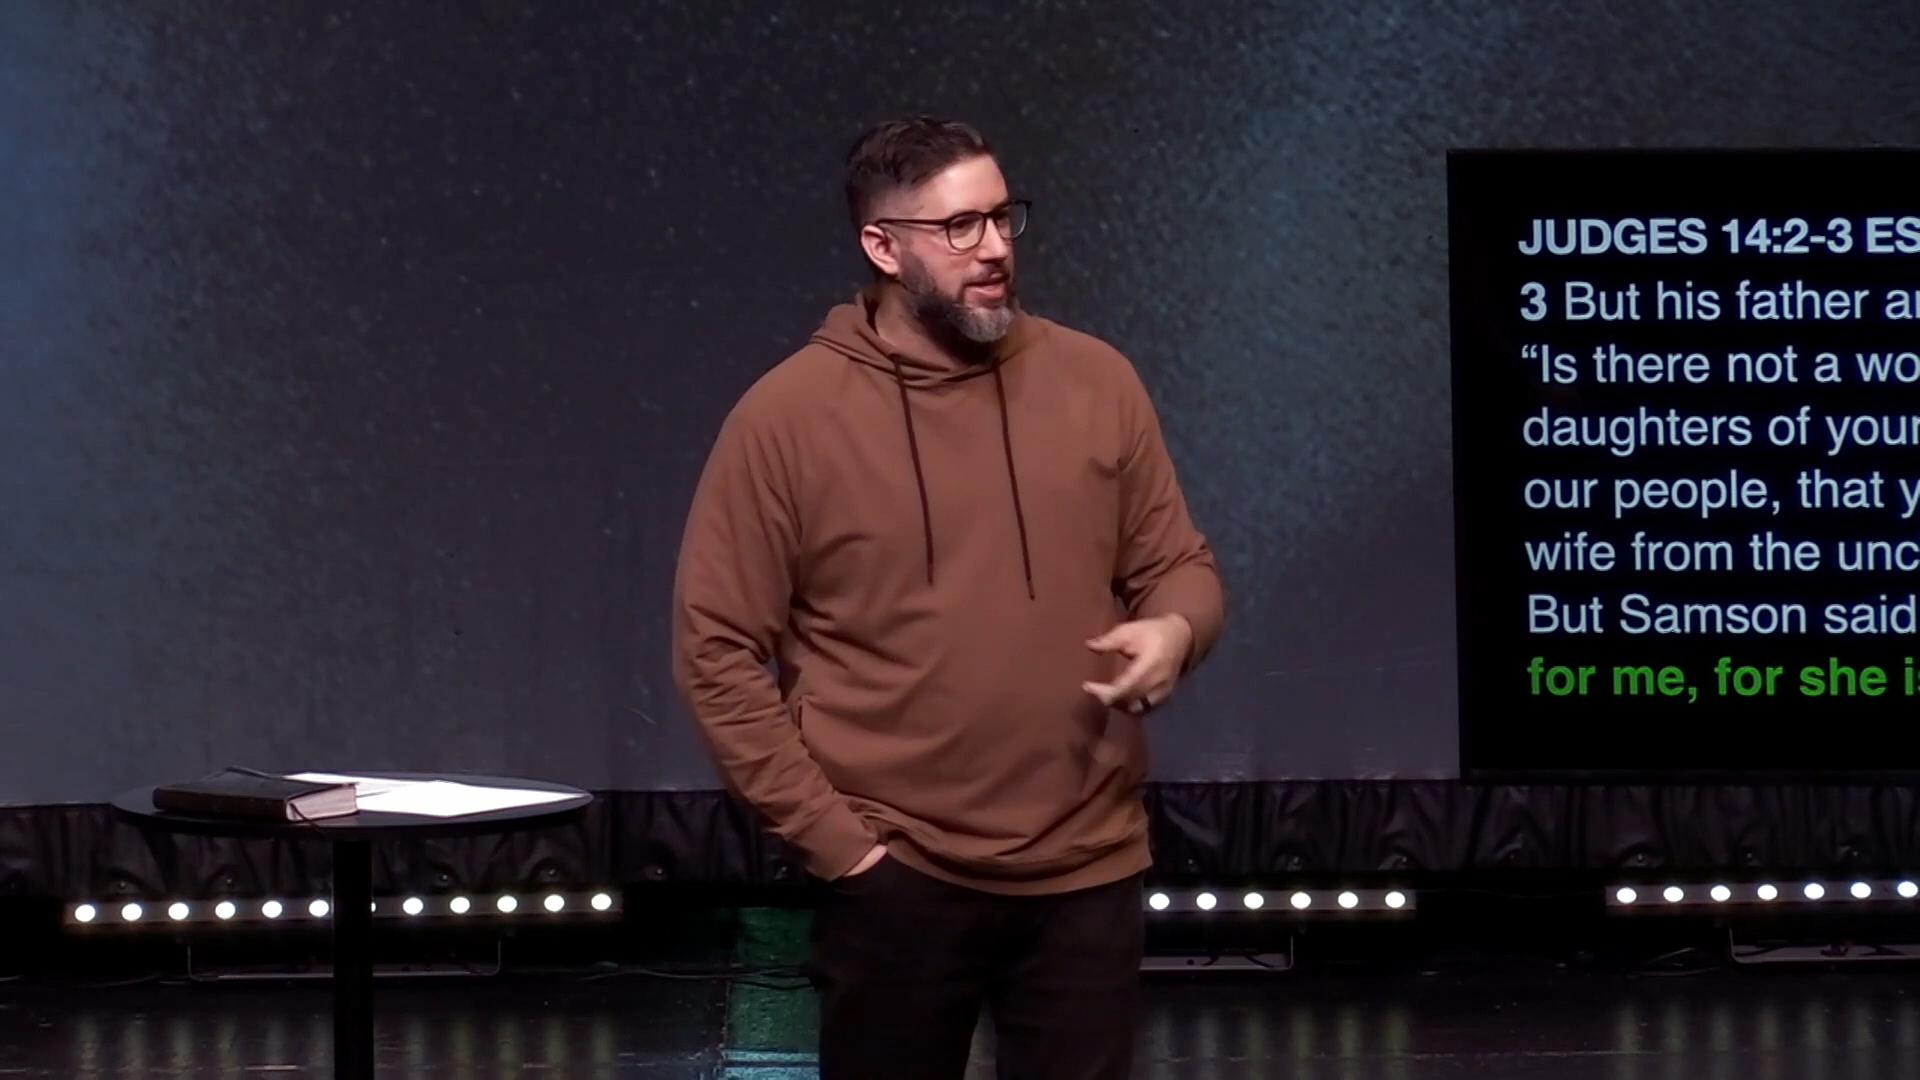 JUDGES 14:2-3 ES
3 But his father a
“Is there not a wo
daughters of your
our people, that y
wife from the unc
But Samson said
for me, for she is